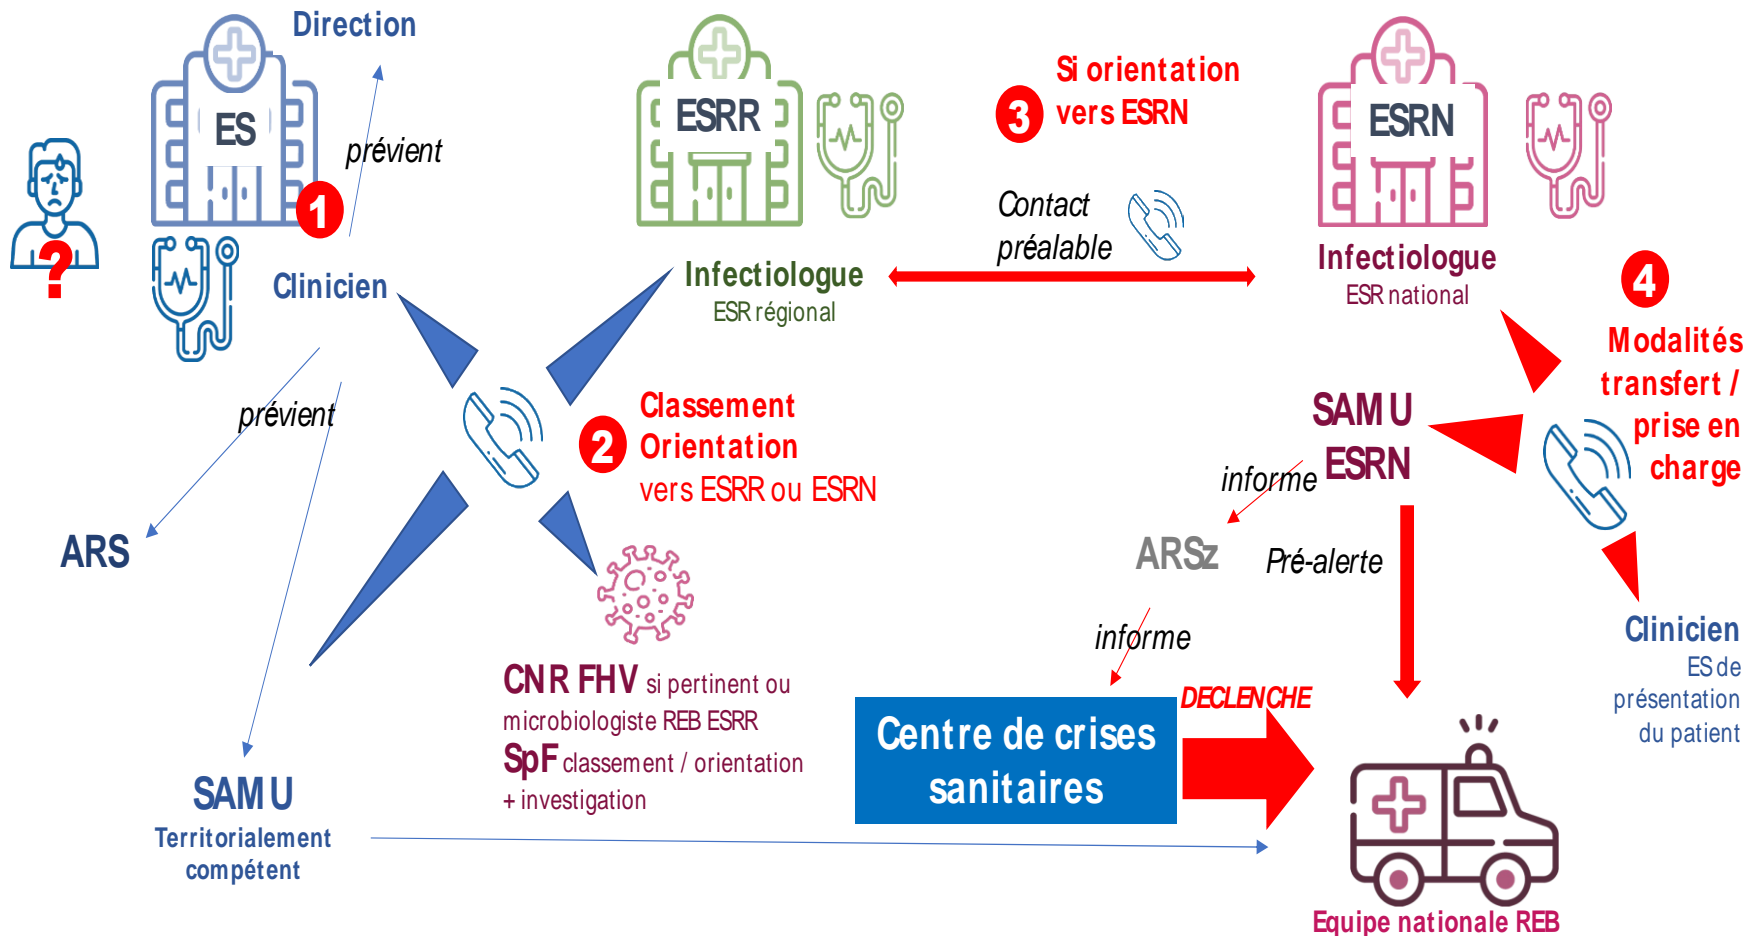 Direction
ES
prévient
1
?
Clinicien
prévient
ARS
SAMU
Territorialement
compétent
ESRR
Infectiologue
ESR régional
2
Classement
Orientation
vers ESRR ou ESRN
CNR FHV si pertinent ou
microbiologiste REB ESRR
SpF classement / orientation
+ investigation
3
Si orientation
vers ESRN
Contact
préalable
ESRN
Infectiologue
ESR national
4
Modalités
transfert /
prise en
charge
SAMU
ESRN
informe
ARSz
Pré-alerte
informe
Clinicien
ES de
présentation
du patient
Centre de crises
sanitaires
DECLENCHE
Equipe nationale REB